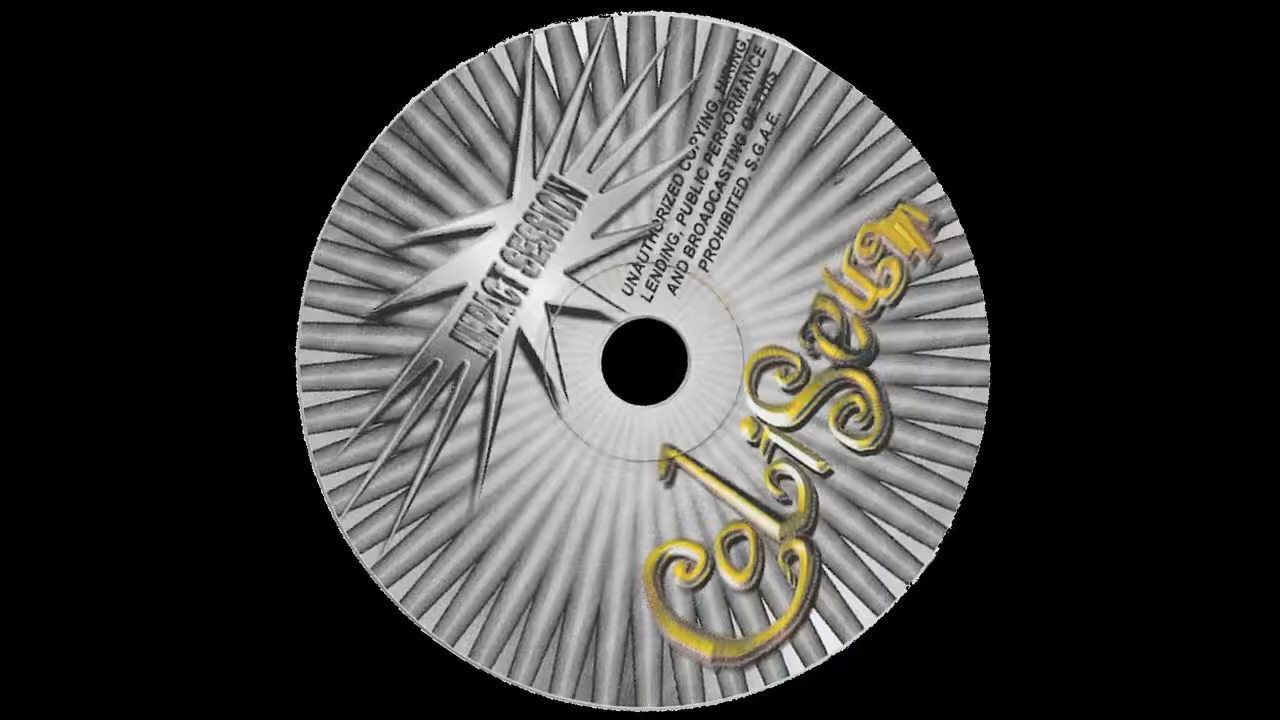 IMPACT SESSION
UNAUTHORIZED COPYING, HIRING,
LENDING, PUBLIC PERFORMANCE
AND BROADCASTING OF THIS
PROHIBITED. S.G.A.E.
Coliseum